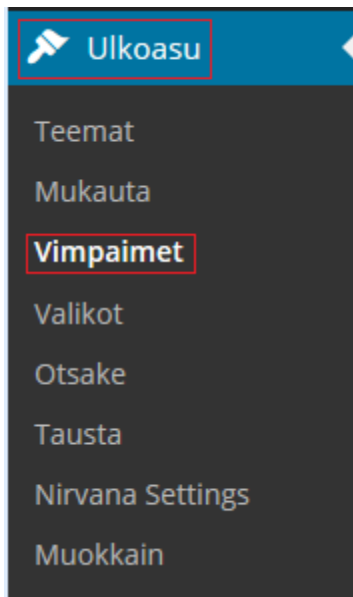 Ulkoasu
Teemat
Mukauta
Vimpaimet
Valikot
Otsake
Tausta
Nirvana Settings
Muokkain